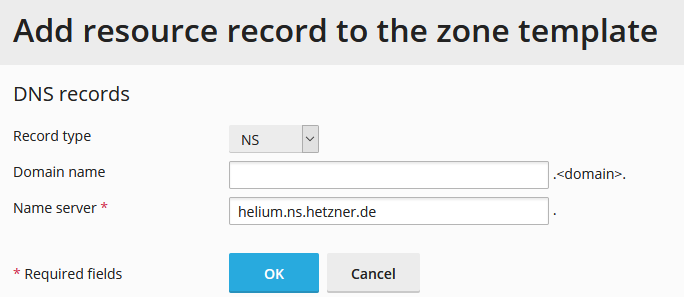 Add resource record to the zone template
DNS records
Record type NS
Domain name .<domain>.
Name server * helium.ns.hetzner.de .
* Required fields OK Cancel